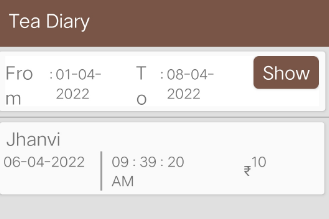 Tea Diary
Fro
m
: 01-04-
2022
T
o
: 08-04-
2022
Show
Jhanvi
06-04-2022
09 : 39 : 20
AM
₹10